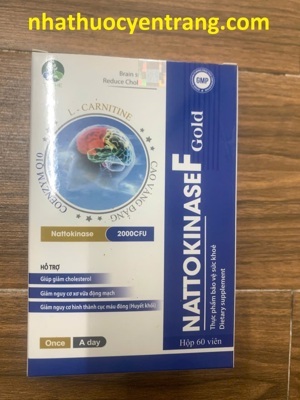 nhathuocyentrang.com
Brain v
Reduce Chol
GMP
L - CARNITINE
COENZYM Q10
CAO VÀNG ĐẮNG
Nattokinase
2000CFU
HỖ TRỢ
Giúp giảm cholesterol
Giảm nguy cơ xơ vữa động mạch
Giảm nguy cơ hình thành cục máu đông (Huyết khối)
Once
A day
NATTOKINASE F Gold
Thực phẩm bảo vệ sức khoẻ
Dietary supplement
Hộp 60 viên